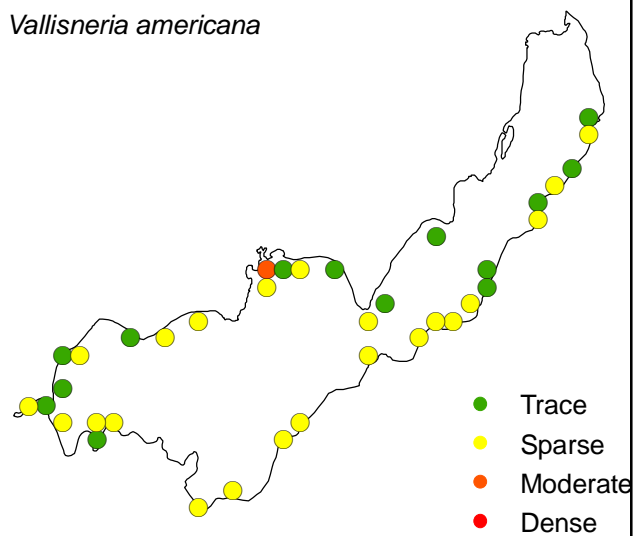 Vallisneria americana
Trace
Sparse
Moderate
Dense